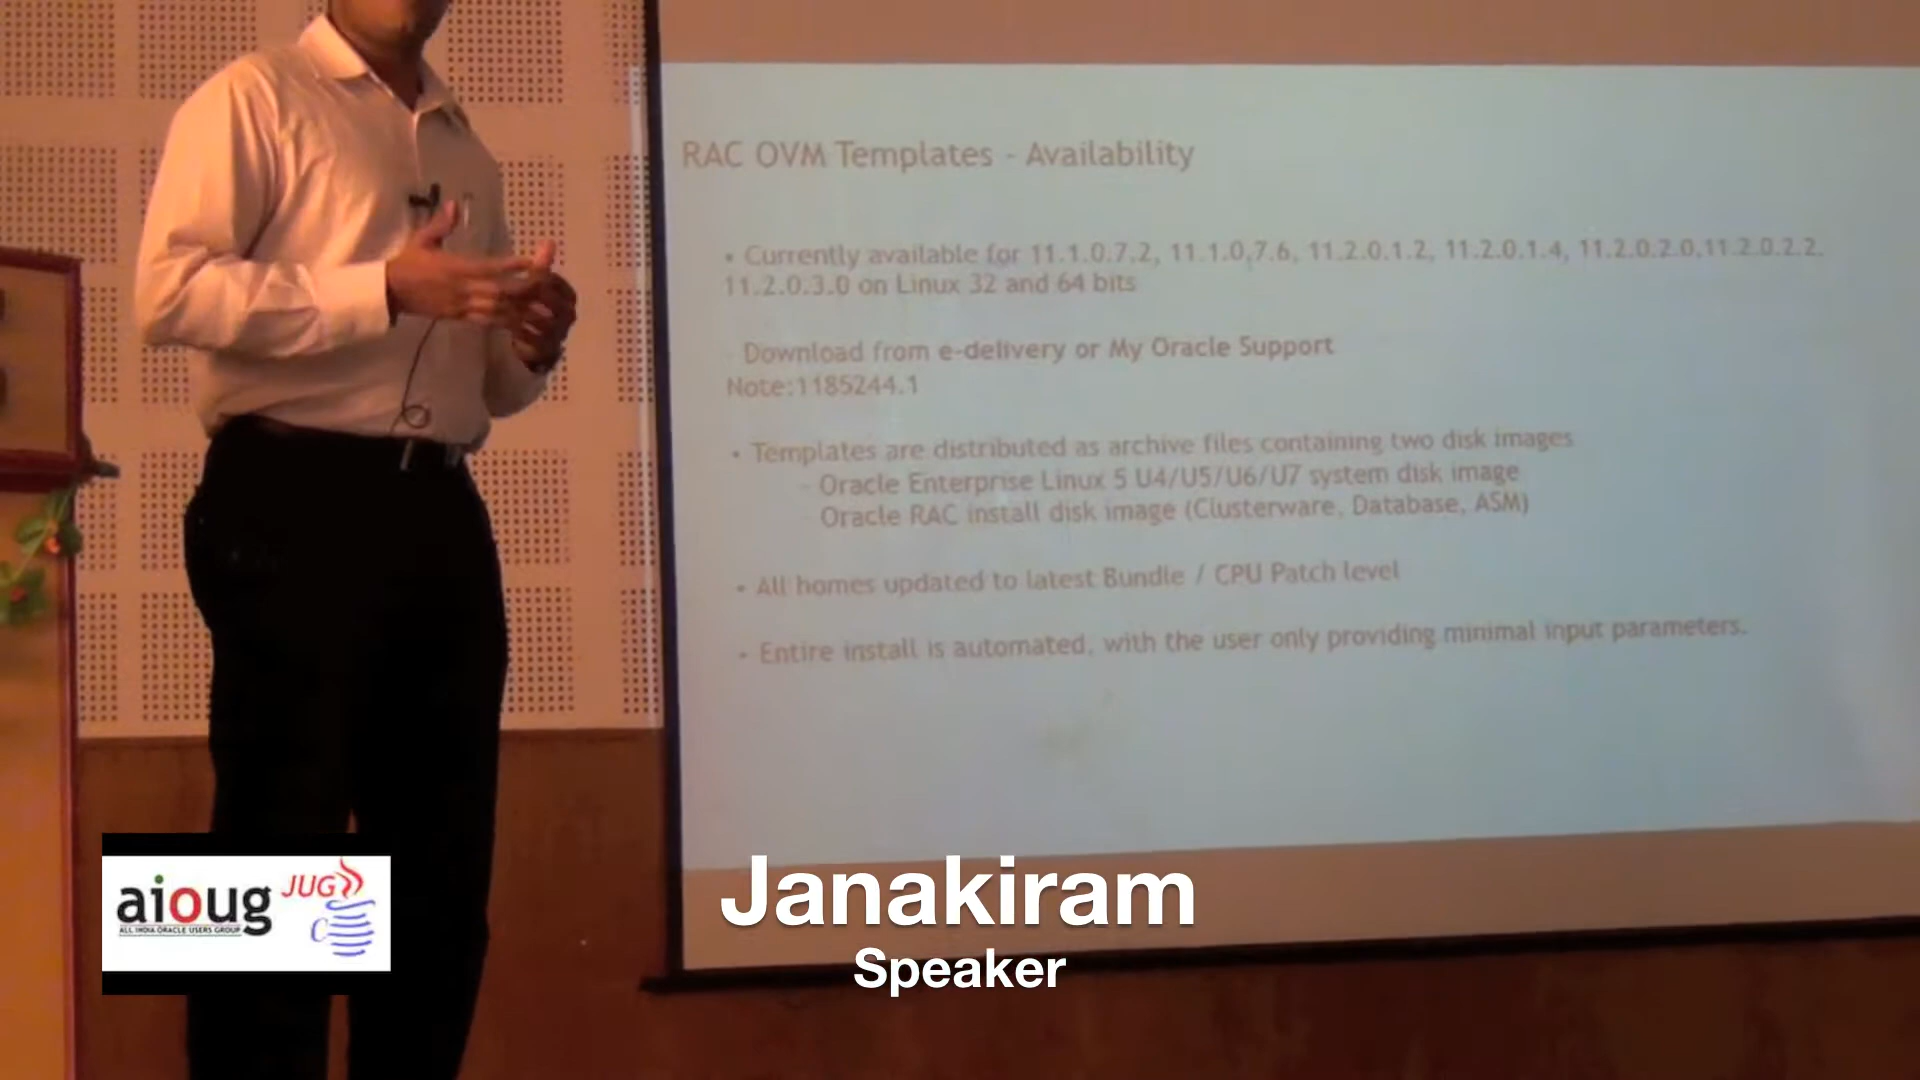 RAC OVM Templates - Availability
• Currently available for 11.1.0.7.2, 11.1.0.7.6, 11.2.0.1.2, 11.2.0.1.4, 11.2.0.2.0,11.2.0.2.2,
11.2.0.3.0 on Linux 32 and 64 bits
- Download from e-delivery or My Oracle Support
Note:1185244.1
• Templates are distributed as archive files containing two disk images
- Oracle Enterprise Linux 5 U4/U5/U6/U7 system disk image
- Oracle RAC install disk image (Clusterware, Database, ASM)
• All homes updated to latest Bundle / CPU Patch level
• Entire install is automated, with the user only providing minimal input parameters.
aioug JUG
ALL INDIA ORACLE USERS GROUP
Janakiram
Speaker